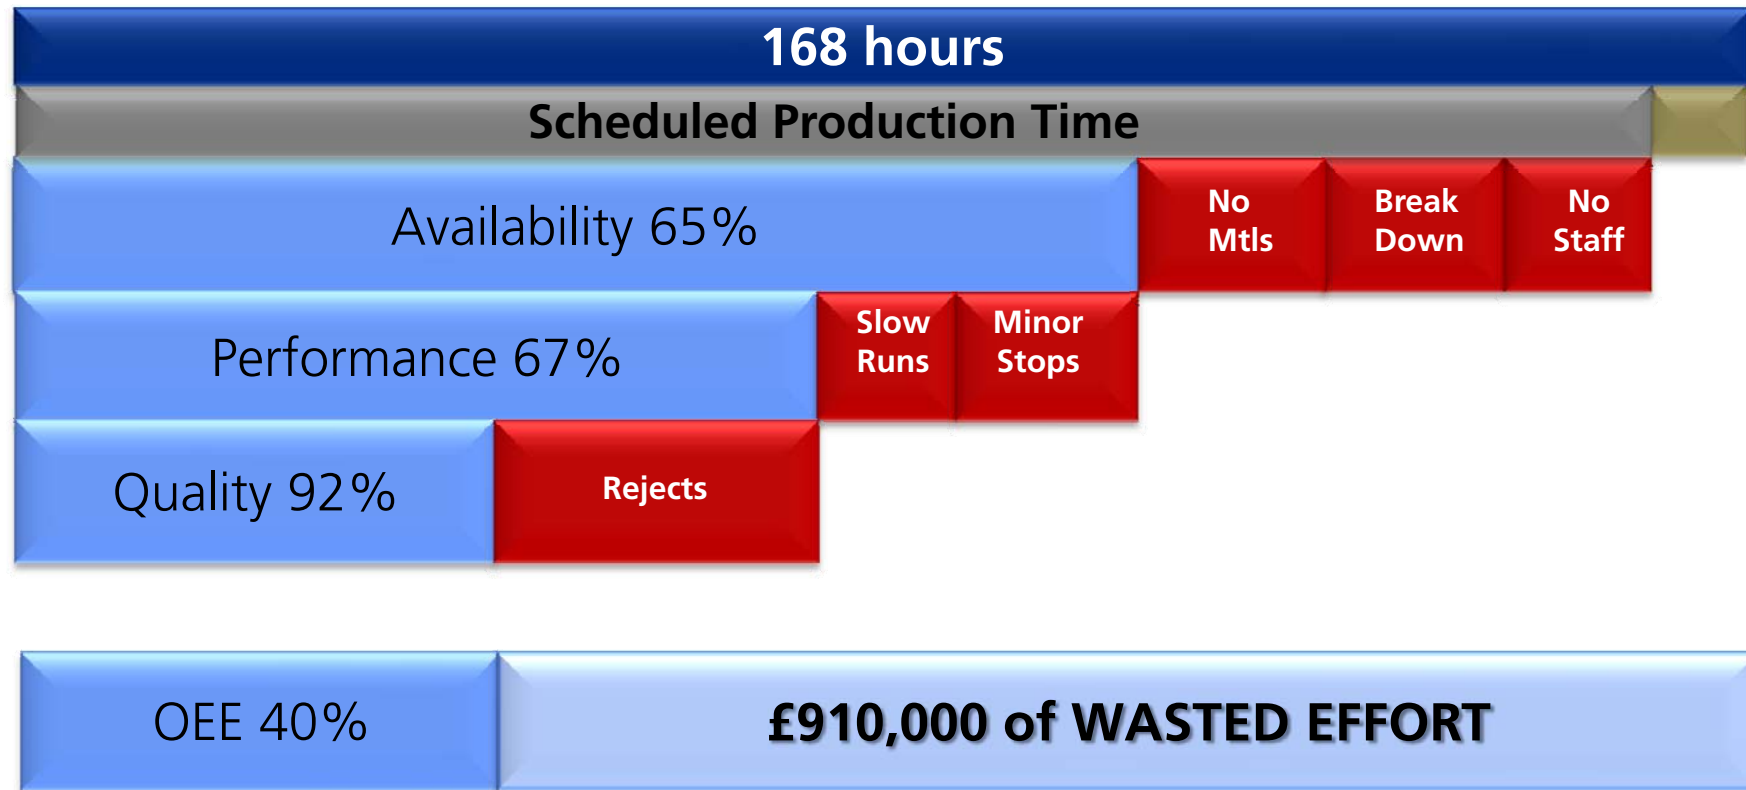 168 hours
Scheduled Production Time
Availability 65%
No
Mtls
Break
Down
No
Staff
Performance 67%
Slow
Runs
Minor
Stops
Quality 92%
Rejects
OEE 40%
£910,000 of WASTED EFFORT